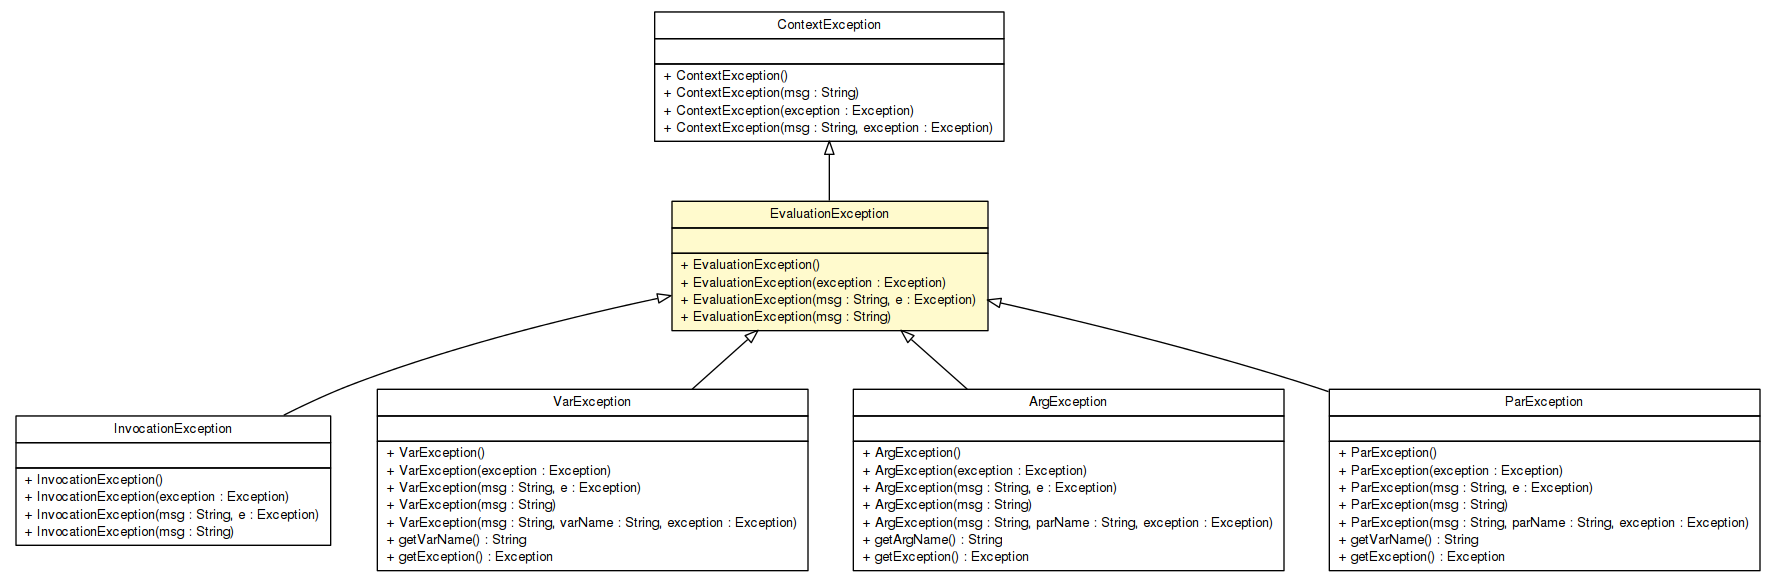 ContextException
+ ContextException()
+ ContextException(msg : String)
+ ContextException(exception : Exception)
+ ContextException(msg : String, exception : Exception)
EvaluationException
+ EvaluationException()
+ EvaluationException(exception : Exception)
+ EvaluationException(msg : String, e : Exception)
+ EvaluationException(msg : String)
InvocationException
+ InvocationException()
+ InvocationException(exception : Exception)
+ InvocationException(msg : String, e : Exception)
+ InvocationException(msg : String)
VarException
+ VarException()
+ VarException(exception : Exception)
+ VarException(msg : String, e : Exception)
+ VarException(msg : String)
+ VarException(msg : String, varName : String, exception : Exception)
+ getVarName() : String
+ getException() : Exception
ArgException
+ ArgException()
+ ArgException(exception : Exception)
+ ArgException(msg : String, e : Exception)
+ ArgException(msg : String)
+ ArgException(msg : String, parName : String, exception : Exception)
+ getArgName() : String
+ getException() : Exception
ParException
+ ParException()
+ ParException(exception : Exception)
+ ParException(msg : String, e : Exception)
+ ParException(msg : String)
+ ParException(msg : String, parName : String, exception : Exception)
+ getVarName() : String
+ getException() : Exception